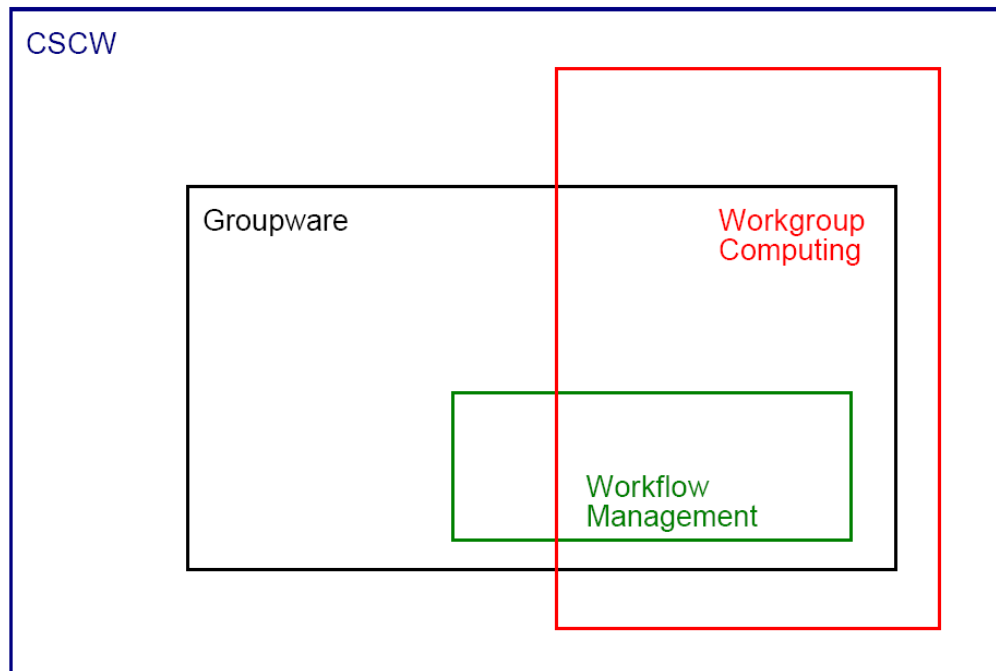 CSCW
Groupware
Workgroup
Computing
Workflow
Management